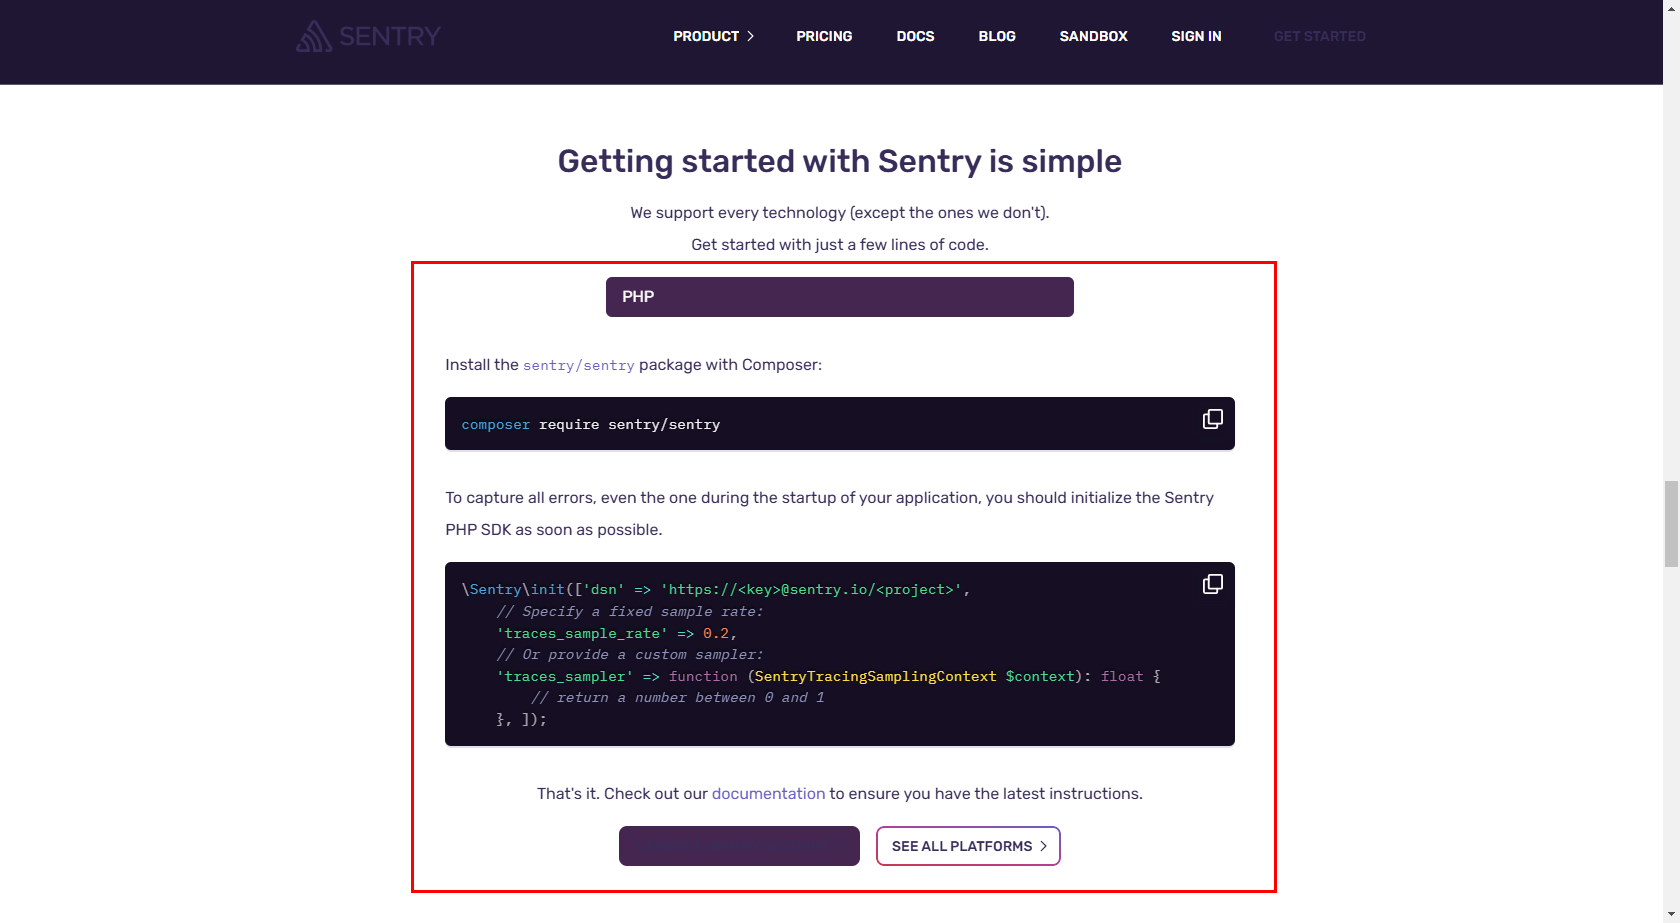 SENTRY
PRODUCT
PRICING
DOCS
BLOG
SANDBOX
SIGN IN
GET STARTED
Getting started with Sentry is simple
We support every technology (except the ones we don't).
Get started with just a few lines of code.
PHP
Install the sentry/sentry package with Composer:
composer require sentry/sentry
To capture all errors, even the one during the startup of your application, you should initialize the Sentry
PHP SDK as soon as possible.
\Sentry\init(['dsn' => 'https://<key>@sentry.io/<project>',
    // Specify a fixed sample rate:
    'traces_sample_rate' => 0.2,
    // Or provide a custom sampler:
    'traces_sampler' => function (SentryTracingSamplingContext $context): float {
        // return a number between 0 and 1
    }, ]);
That's it. Check out our documentation to ensure you have the latest instructions.
SEE ALL PLATFORMS